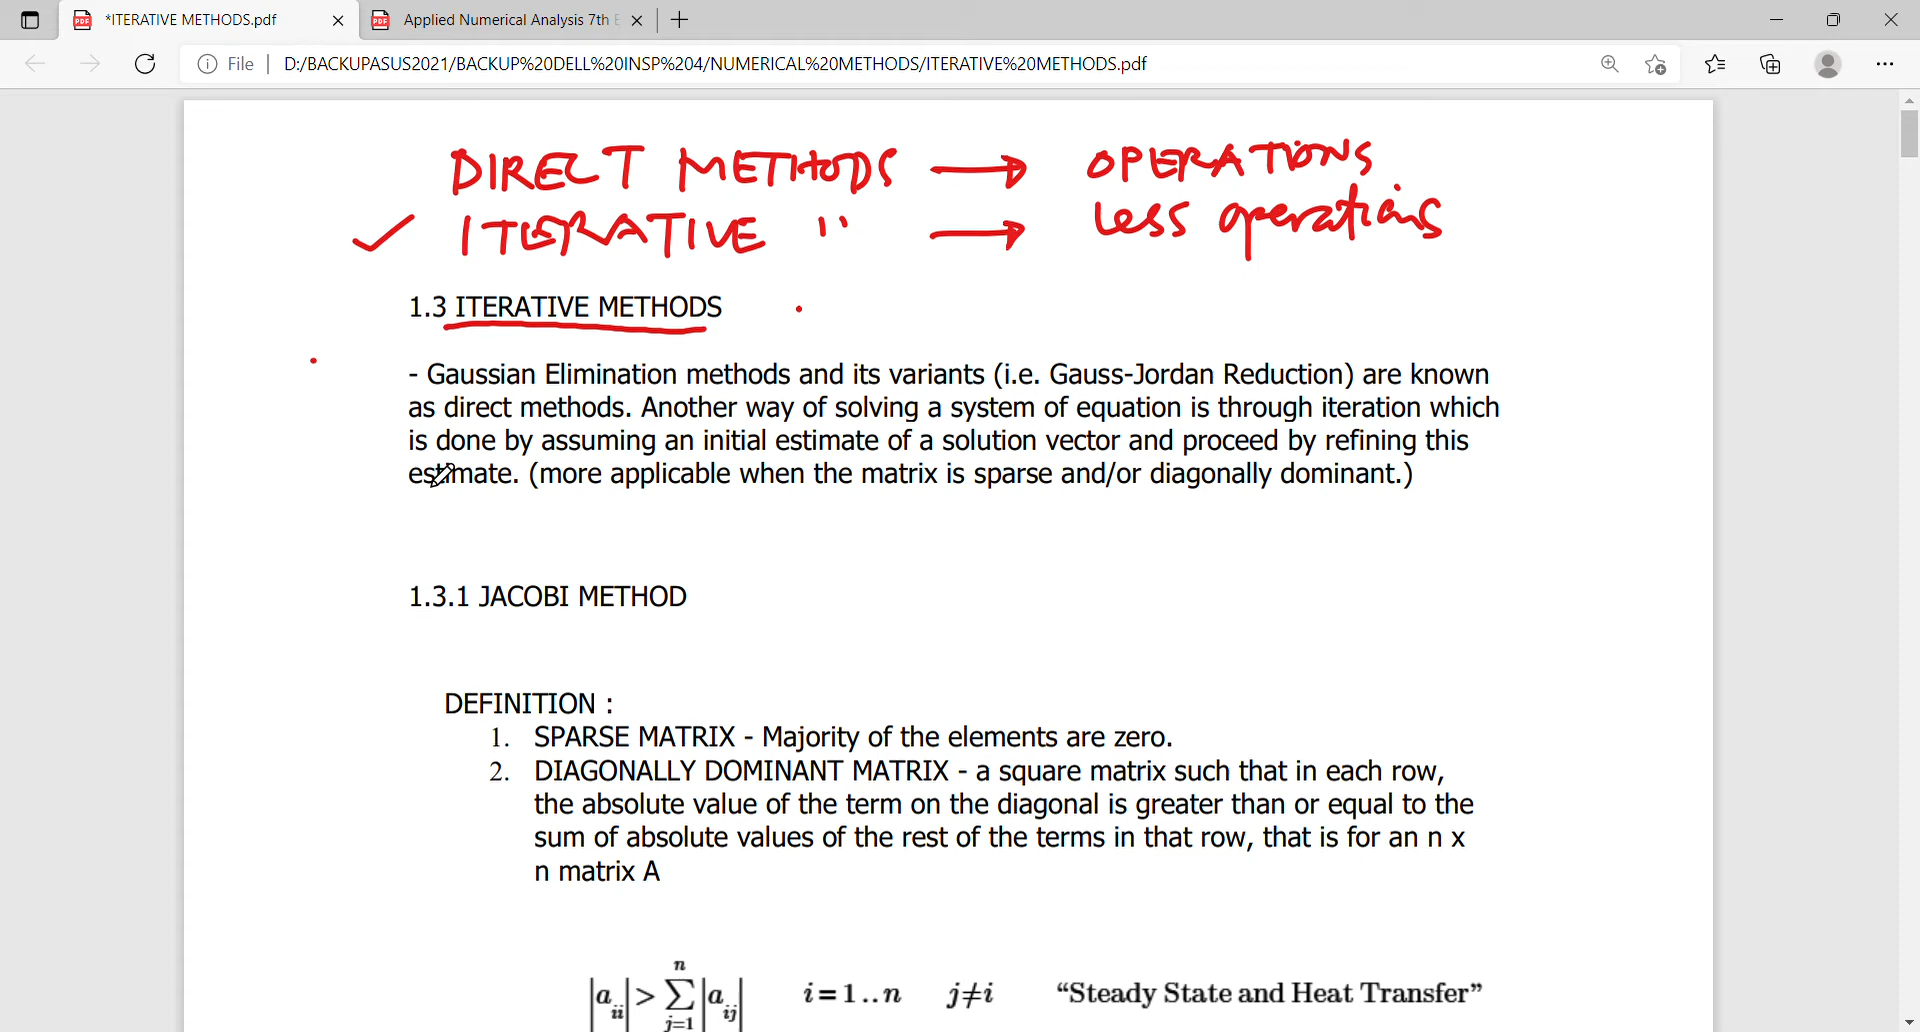 *ITERATIVE METHODS.pdf
Applied Numerical Analysis 7th E
File | D:/BACKUPASUS2021/BACKUP%20DELL%20INSP%204/NUMERICAL%20METHODS/ITERATIVE%20METHODS.pdf
DIRECT METHODS → OPERATIONS
✓ ITERATIVE " → Less operations
1.3 ITERATIVE METHODS
- Gaussian Elimination methods and its variants (i.e. Gauss-Jordan Reduction) are known
as direct methods. Another way of solving a system of equation is through iteration which
is done by assuming an initial estimate of a solution vector and proceed by refining this
estimate. (more applicable when the matrix is sparse and/or diagonally dominant.)
1.3.1 JACOBI METHOD
DEFINITION :
1. SPARSE MATRIX - Majority of the elements are zero.
2. DIAGONALLY DOMINANT MATRIX - a square matrix such that in each row,
the absolute value of the term on the diagonal is greater than or equal to the
sum of absolute values of the rest of the terms in that row, that is for an n x
n matrix A
|a_ii| > ∑_{j=1}^{n} |a_ij| i=1..n j≠i “Steady State and Heat Transfer”